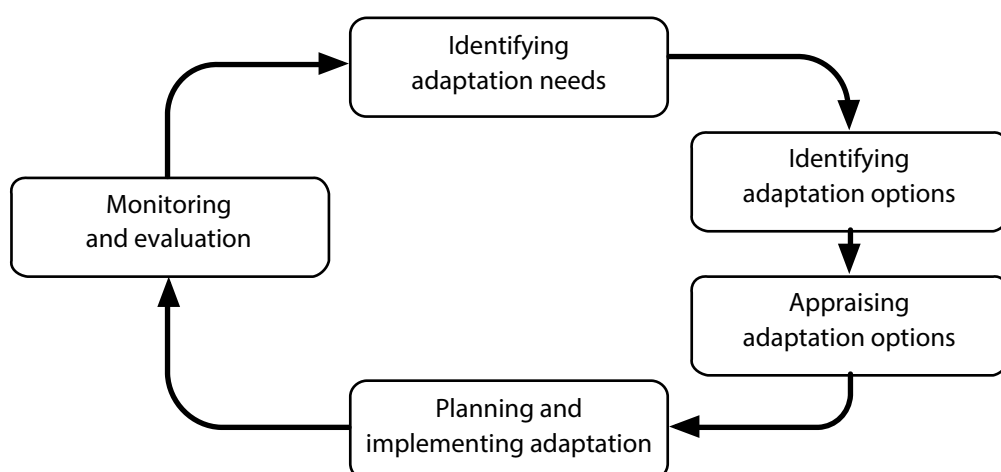 Identifying
adaptation needs
Identifying
adaptation options
Appraising
adaptation options
Planning and
implementing adaptation
Monitoring
and evaluation